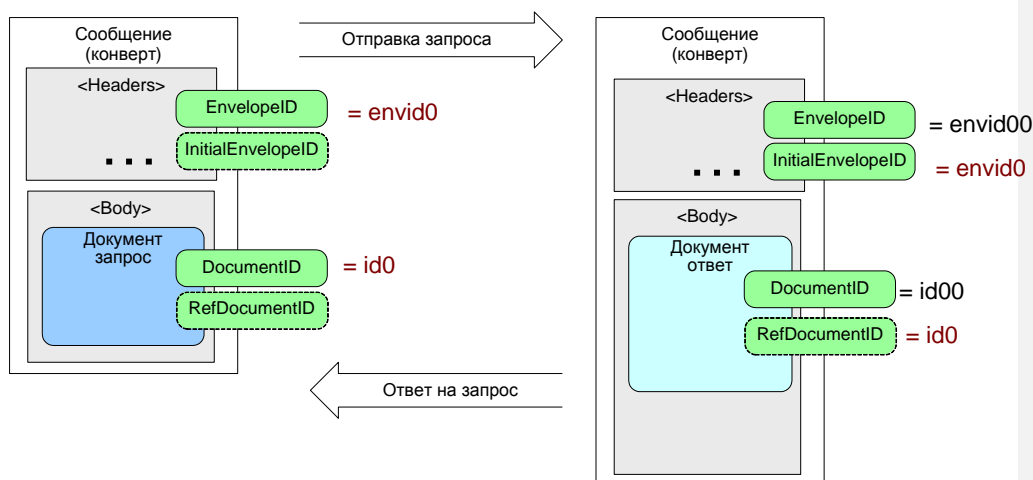 Сообщение
(конверт)
<Headers>
EnvelopeID
= envid0
InitialEnvelopeID
...
<Body>
Документ
запрос
DocumentID
= id0
RefDocumentID
Отправка запроса
Ответ на запрос
Сообщение
(конверт)
<Headers>
EnvelopeID
= envid00
InitialEnvelopeID
= envid0
...
<Body>
Документ
ответ
DocumentID
= id00
RefDocumentID
= id0